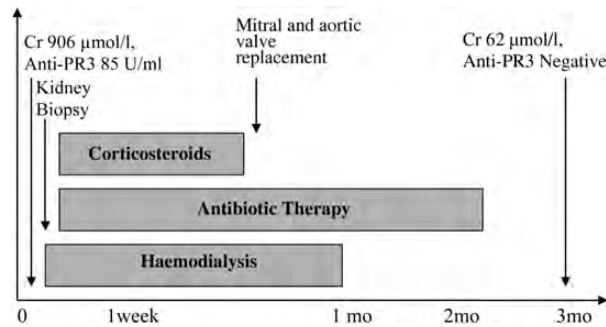 Cr 906 µmol/l,
Anti-PR3 85 U/ml
Kidney
Biopsy
Mitral and aortic
valve
replacement
Cr 62 µmol/l,
Anti-PR3 Negative
Corticosteroids
Antibiotic Therapy
Haemodialysis
0 1week 1 mo 2mo 3mo